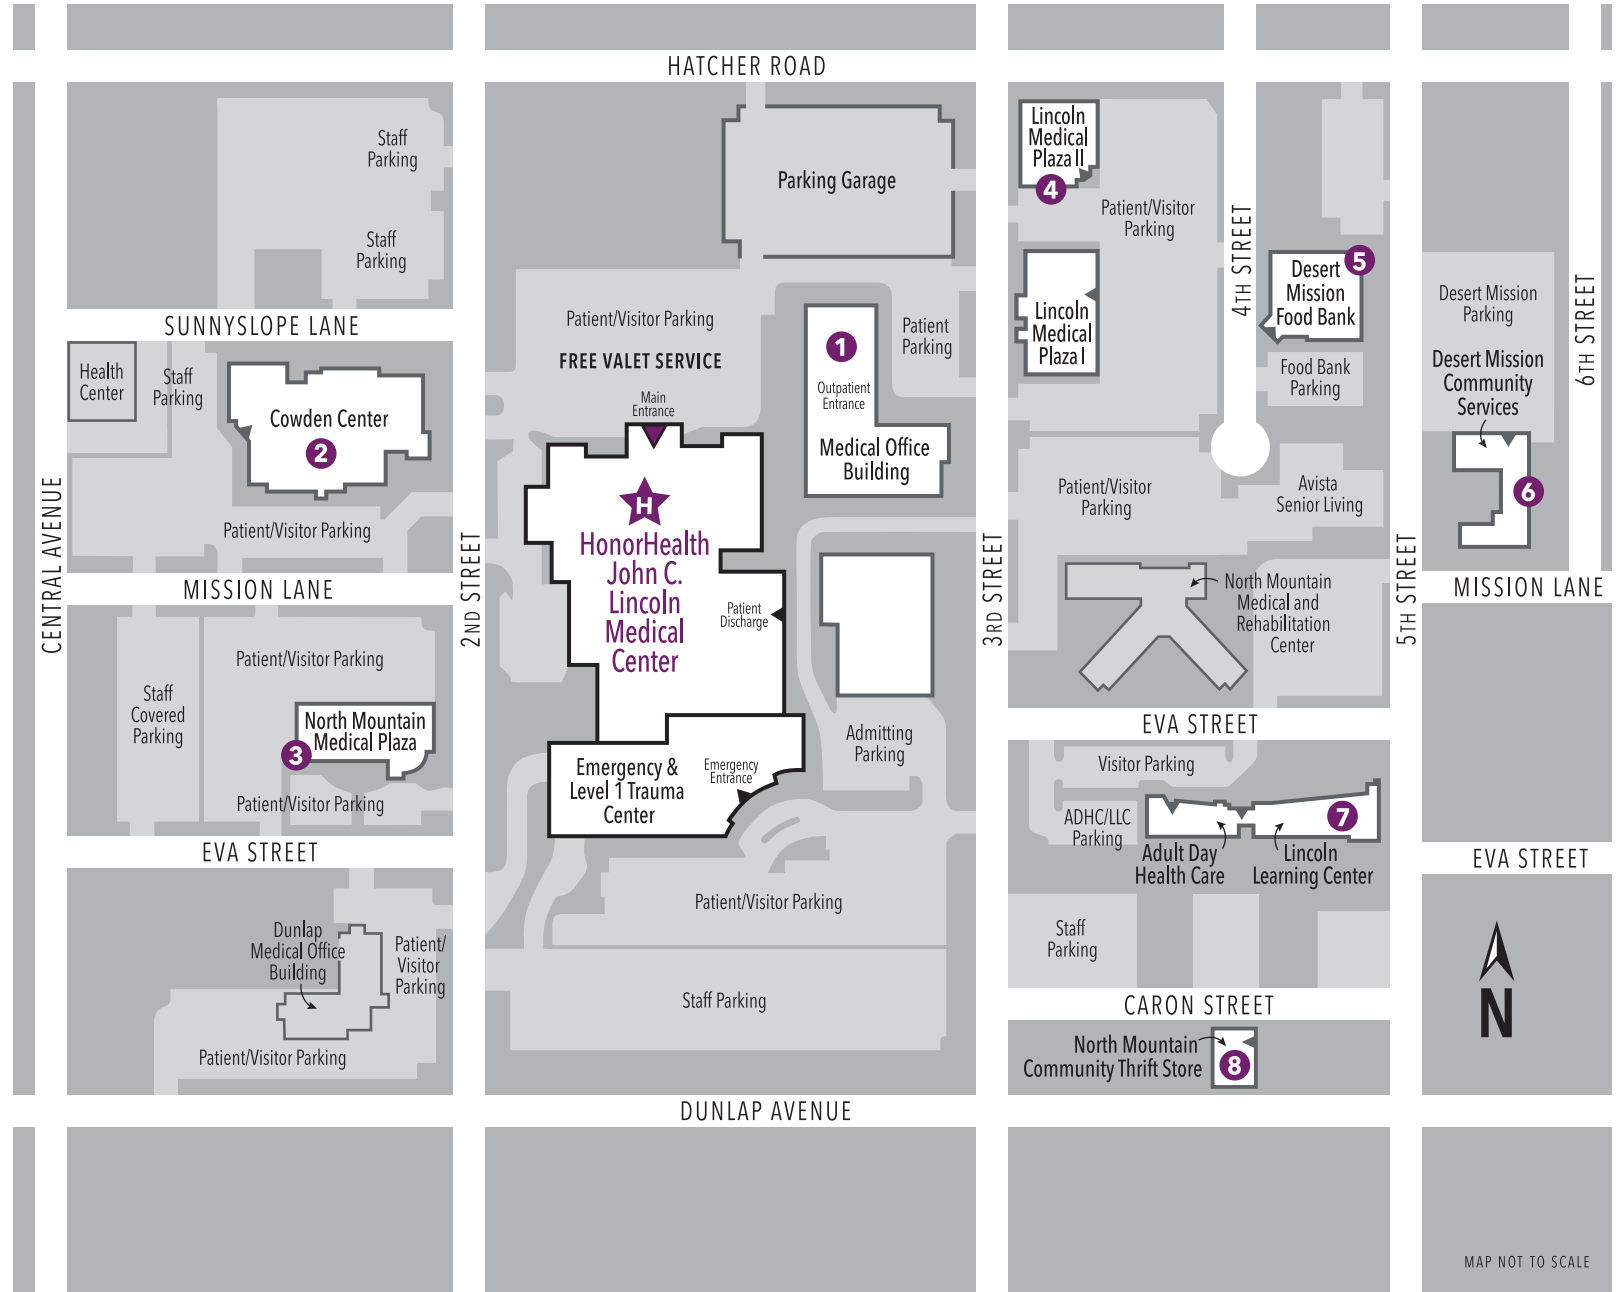 HATCHER ROAD
Staff
Parking
Staff
Parking
SUNNYSLOPE LANE
Health
Center
Staff
Parking
Cowden Center
2
Patient/Visitor Parking
CENTRAL AVENUE
MISSION LANE
Patient/Visitor Parking
Staff
Covered
Parking
North Mountain
Medical Plaza
3
Patient/Visitor Parking
EVA STREET
Dunlap
Medical Office
Building
Patient/
Visitor
Parking
Patient/Visitor Parking
2ND STREET
Parking Garage
Patient/Visitor Parking
FREE VALET SERVICE
Main
Entrance
1
Outpatient
Entrance
Medical Office
Building
Patient
Parking
H
HonorHealth
John C.
Lincoln
Medical
Center
Patient
Discharge
Emergency &
Level 1 Trauma
Center
Emergency
Entrance
Admitting
Parking
Patient/Visitor Parking
Staff Parking
DUNLAP AVENUE
3RD STREET
Lincoln
Medical
Plaza II
4
Patient/Visitor
Parking
Lincoln
Medical
Plaza I
4TH STREET
5
Desert
Mission
Food Bank
Food Bank
Parking
Patient/Visitor
Parking
Avista
Senior Living
North Mountain
Medical and
Rehabilitation
Center
EVA STREET
Visitor Parking
ADHC/LLC
Parking
7
Adult Day
Health Care
Lincoln
Learning Center
Staff
Parking
CARON STREET
North Mountain
Community Thrift Store
8
5TH STREET
Desert Mission
Parking
Desert Mission
Community
Services
6
6TH STREET
MISSION LANE
EVA STREET
N
MAP NOT TO SCALE